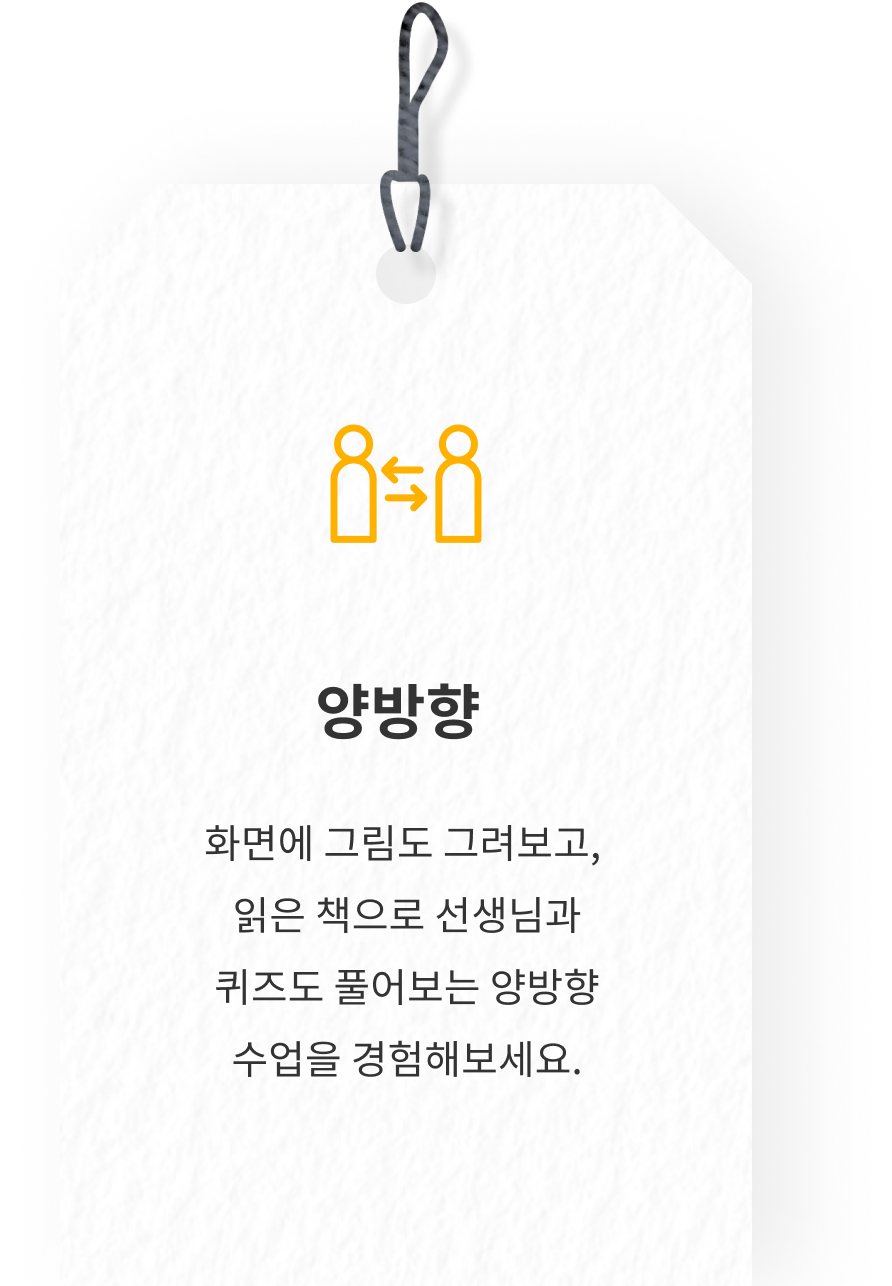 양방향
화면에 그림도 그려보고,
읽은 책으로 선생님과
퀴즈도 풀어보는 양방향
수업을 경험해보세요.